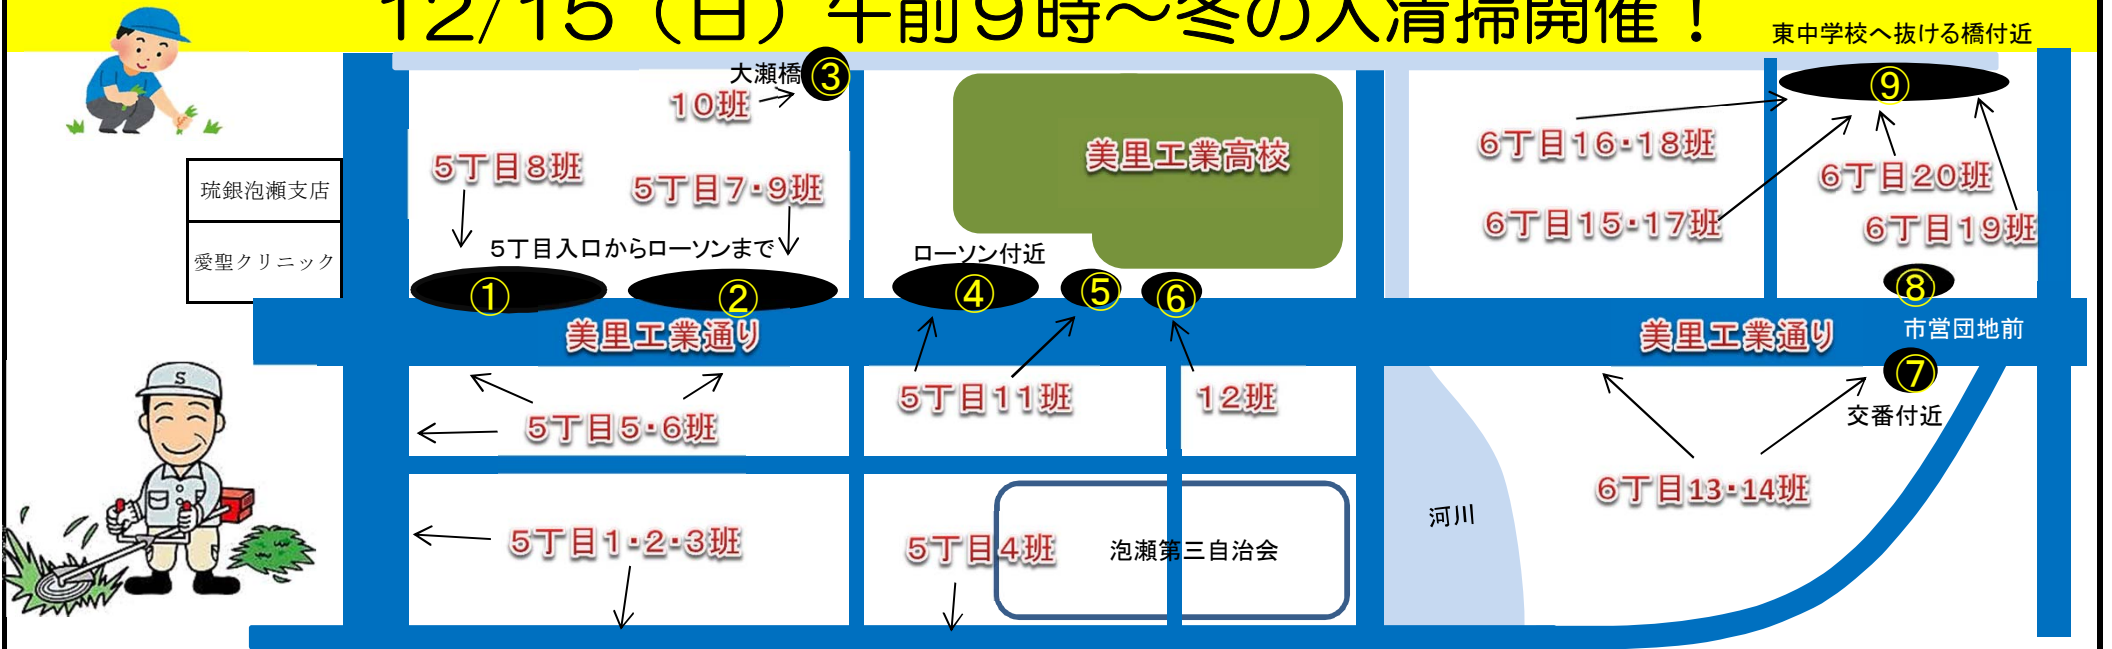 12/15（日）午前９時～冬の大清掃開催！
東中学校へ抜ける橋付近
大瀬橋 ③
10班
⑨
美里工業高校
6丁目16・18班
5丁目8班
琉銀泡瀬支店
5丁目7・9班
6丁目20班
6丁目15・17班
6丁目19班
5丁目入口からローソンまで
ローソン付近
愛聖クリニック
① ② ④ ⑤ ⑥ ⑧
美里工業通り
美里工業通り
市営団地前
⑦
S
5丁目11班
12班
交番付近
5丁目5・6班
6丁目13・14班
河川
5丁目1・2・3班
5丁目4班
泡瀬第三自治会